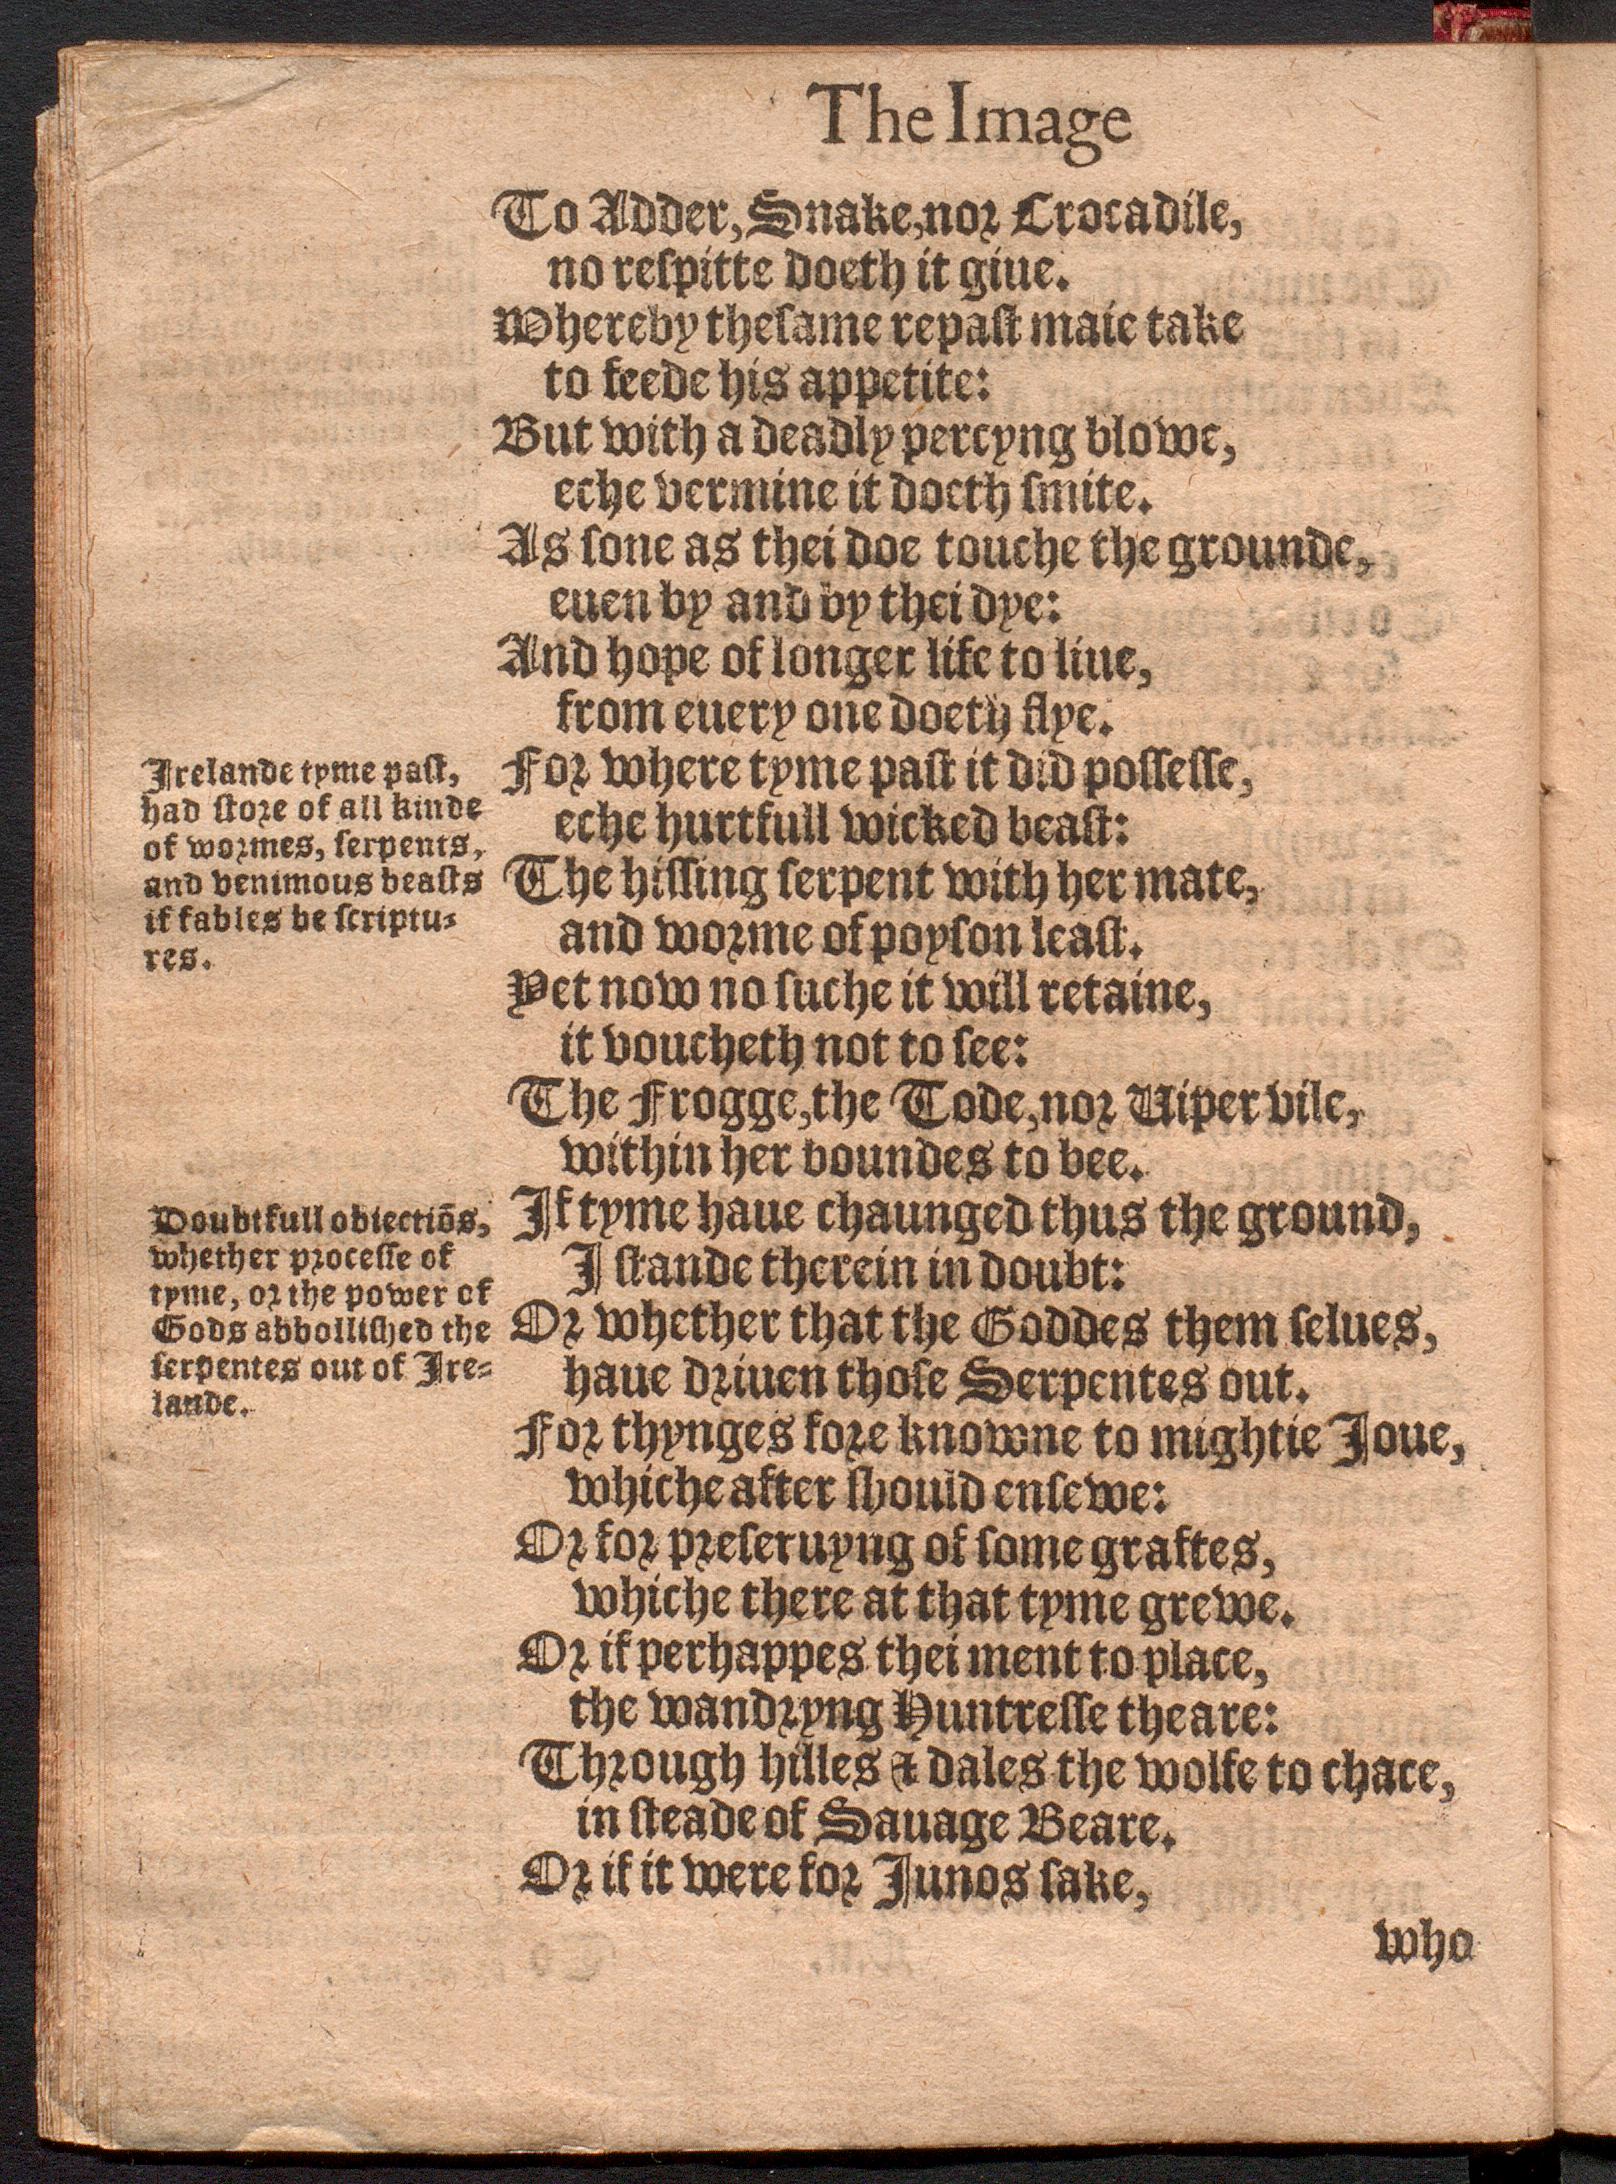 The Image
To Adder, Snake, nor Crocadile,
no reſpitte doeth it giue.
Whereby theſame repaſt maie take
to feede his appetite:
But with a deadly percyng blowe,
eche vermine it doeth ſmite.
As ſone as thei doe touche the grounde,
euen by and by thei dye:
And hope of longer life to liue,
from euery one doeth flye.
For where tyme paſt it did poſſeſſe,
eche hurtfull wicked beaſt:
The hiſſing ſerpent with her mate,
and worme of poyſon leaſt.
Yet now no ſuche it will retaine,
it voucheth not to ſee:
The Frogge, the Tode, nor Uiper vile,
within her boundes to bee.
If tyme haue chaunged thus the ground,
I ſtande therein in doubt:
Or whether that the Goddes them ſelues,
haue driuen thoſe Serpentes out.
For thynges fore knowne to mightie Joue,
whiche after ſhould enſewe:
Or for preſeruyng of ſome graftes,
whiche there at that tyme grewe.
Or if perhappes thei ment to place,
the wandryng Huntreſſe theare:
Through hilles & dales the wolfe to chace,
in ſteade of Sauage Beare.
Or if it were for Junos ſake,
who
Irelande tyme paſt,
had ſtore of all kinde
of wormes, ſerpents,
and venimous beaſts
if fables be ſcriptu-
res.
Doubtfull obiectiōs,
whether proceſſe of
tyme, or the power of
Gods abboliſhed the
ſerpentes out of Ire-
lande.